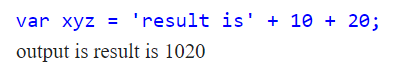 var xyz = 'result is' + 10 + 20;
output is result is 1020